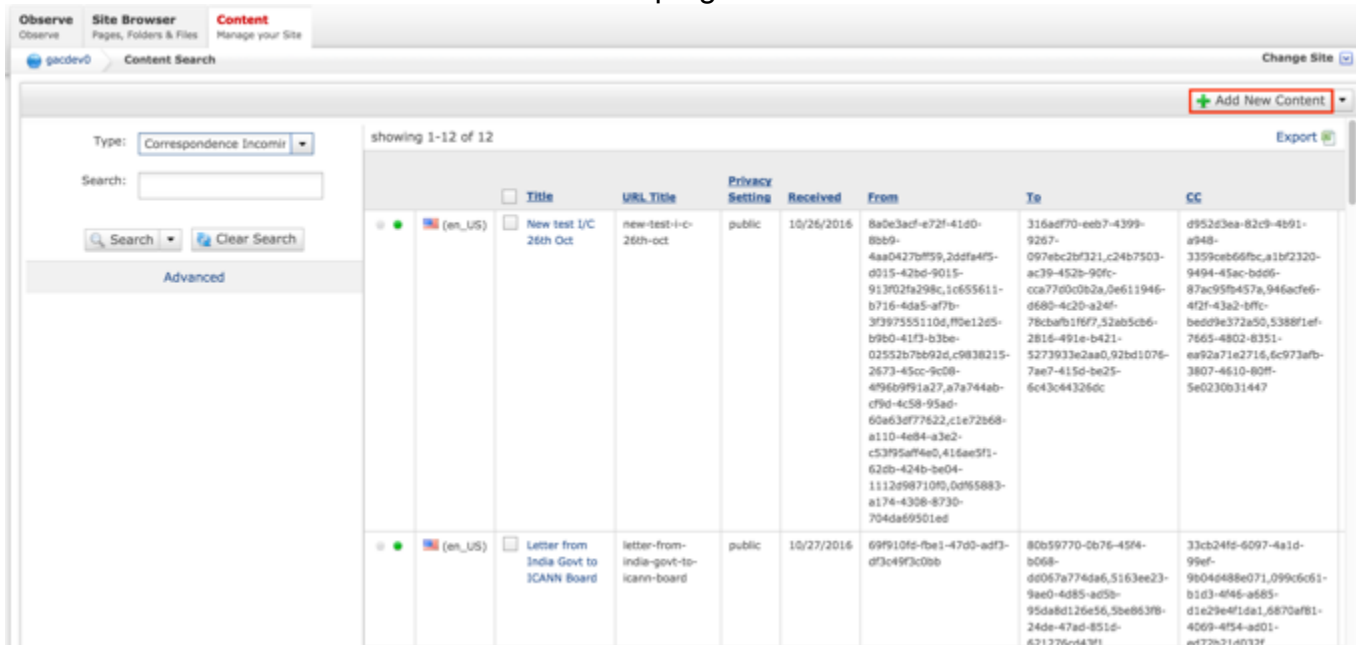 Observe Site Browser Content
Observe Pages, Folders & Files Manage your Site
gacdev0 Content Search Change Site
Add New Content
Type: Correspondence Incomir
showing 1-12 of 12 Export
Search:
Search Clear Search
Advanced
Title URL Title Privacy Setting Received From To CC
(en_US) New test I/C 26th Oct new-test-i-c-26th-oct public 10/26/2016
8a0e3acf-e72f-41d0-
8bb9-
4aa0427bff59,2ddfa4f5-
d015-42bd-9015-
913f02fa298c,1c655611-
b716-4da5-af7b-
3f397555110d,ff0e12d5-
b9b0-41f3-b3be-
02552b7bb92d,c9838215-
2673-45cc-9c08-
4f96b9f91a27,a7a744ab-
cf9d-4c58-95ad-
60a63df77622,c1e72b68-
a110-4e84-a3e2-
c53f95aff4e0,416ae5f1-
62db-424b-be04-
1112d98710f0,0df65883-
a174-4308-8730-
704da69501ed
316adf70-eeb7-4399-
9267-
097ebc2bf321,c24b7503-
ac39-452b-90fc-
cca77d0c0b2a,0e611946-
d680-4c20-a24f-
78cbafb1f6f7,52ab5cb6-
2816-491e-b421-
5273933e2aa0,92bd1076-
7ae7-415d-be25-
6c43c44326dc
d952d3ea-82c9-4b91-
a948-
3359ceb66fbc,a1bf2320-
9494-45ac-bdd6-
87ac95fb457a,946acfe6-
4f2f-43a2-bffc-
bedd9e372a50,5388f1ef-
7665-4802-8351-
ea92a71e2716,6c973afb-
3807-4610-80ff-
5e0230b31447
(en_US) Letter from India Govt to ICANN Board letter-from-india-govt-to-icann-board public 10/27/2016
69f910fd-fbe1-47d0-adf3-
df3c49f3c0bb
80b59770-0b76-45f4-
b068-
dd067a774da6,5163ee23-
9ae0-4d85-ad5b-
95da8d126e56,5be863f8-
24de-47ad-851d-
33cb24fd-6097-4a1d-
99ef-
9b04d488e071,099c6c61-
b1d3-4f46-a685-
d1e29e4f1da1,6870af81-
4069-4f54-ad01-